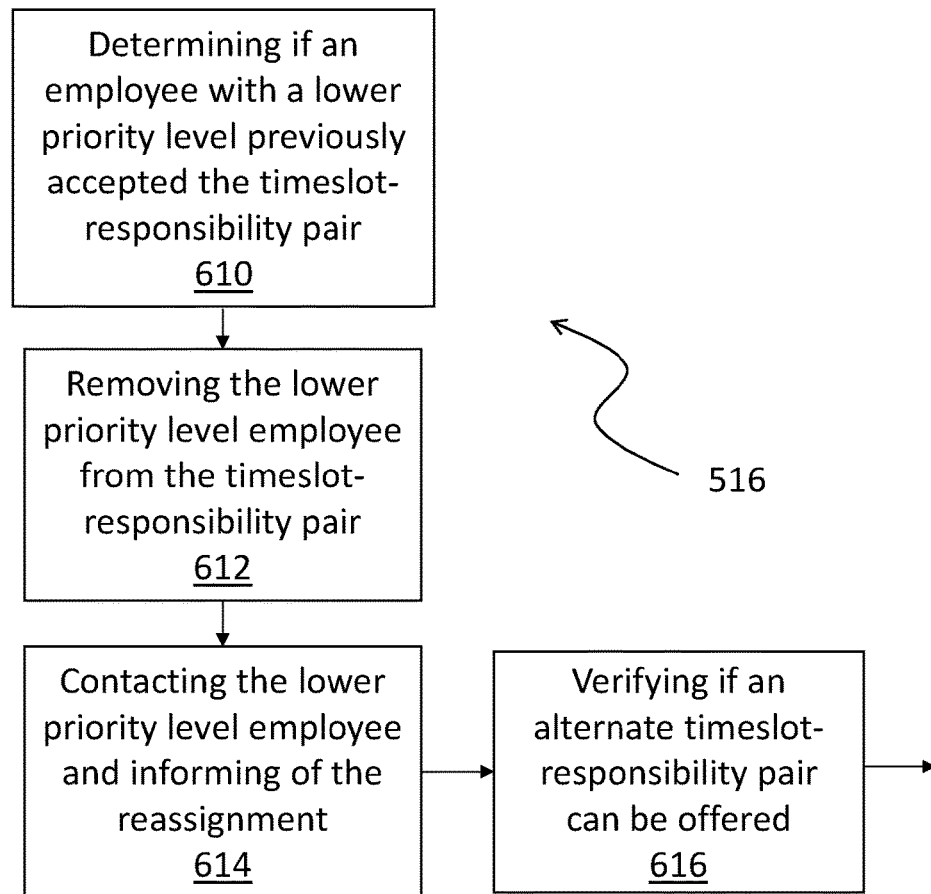 Determining if an
employee with a lower
priority level previously
accepted the timeslot-
responsibility pair
610
Removing the lower
priority level employee
from the timeslot-
responsibility pair
612
516
Contacting the lower
priority level employee
and informing of the
reassignment
614
Verifying if an
alternate timeslot-
responsibility pair
can be offered
616